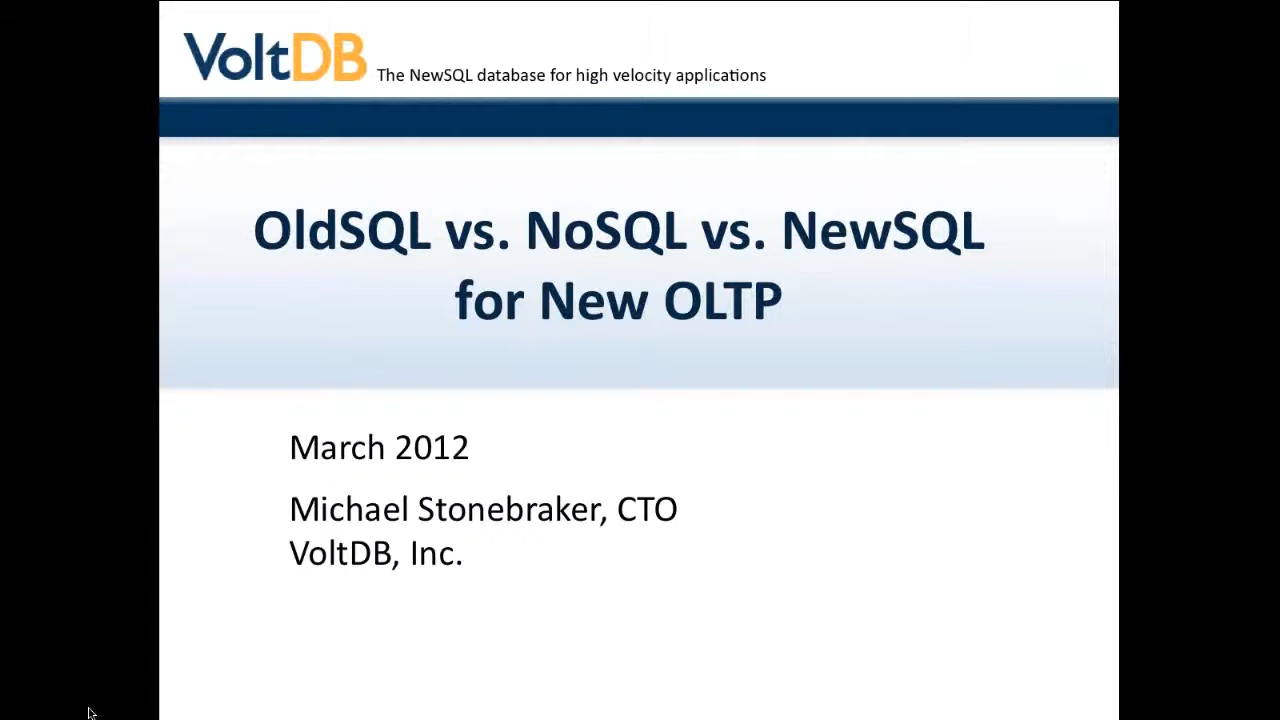 VoltDB The NewSQL database for high velocity applications
OldSQL vs. NoSQL vs. NewSQL
for New OLTP
March 2012
Michael Stonebraker, CTO
VoltDB, Inc.